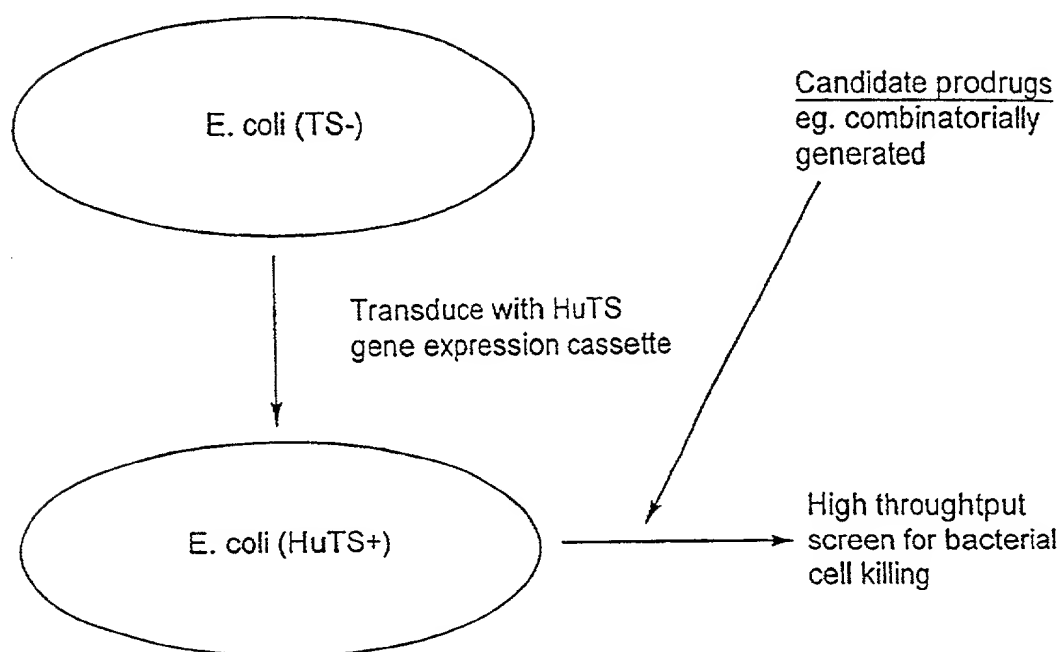 E. coli (TS-)
Candidate prodrugs
eg. combinatorially
generated
Transduce with HuTS
gene expression cassette
E. coli (HuTS+)
High throughtput
screen for bacterial
cell killing